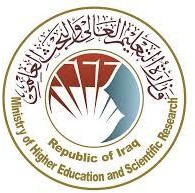 وزارة التعليم العالي والبحث العلمي
Republic of Iraq
Ministry of Higher Education and Scientific Research